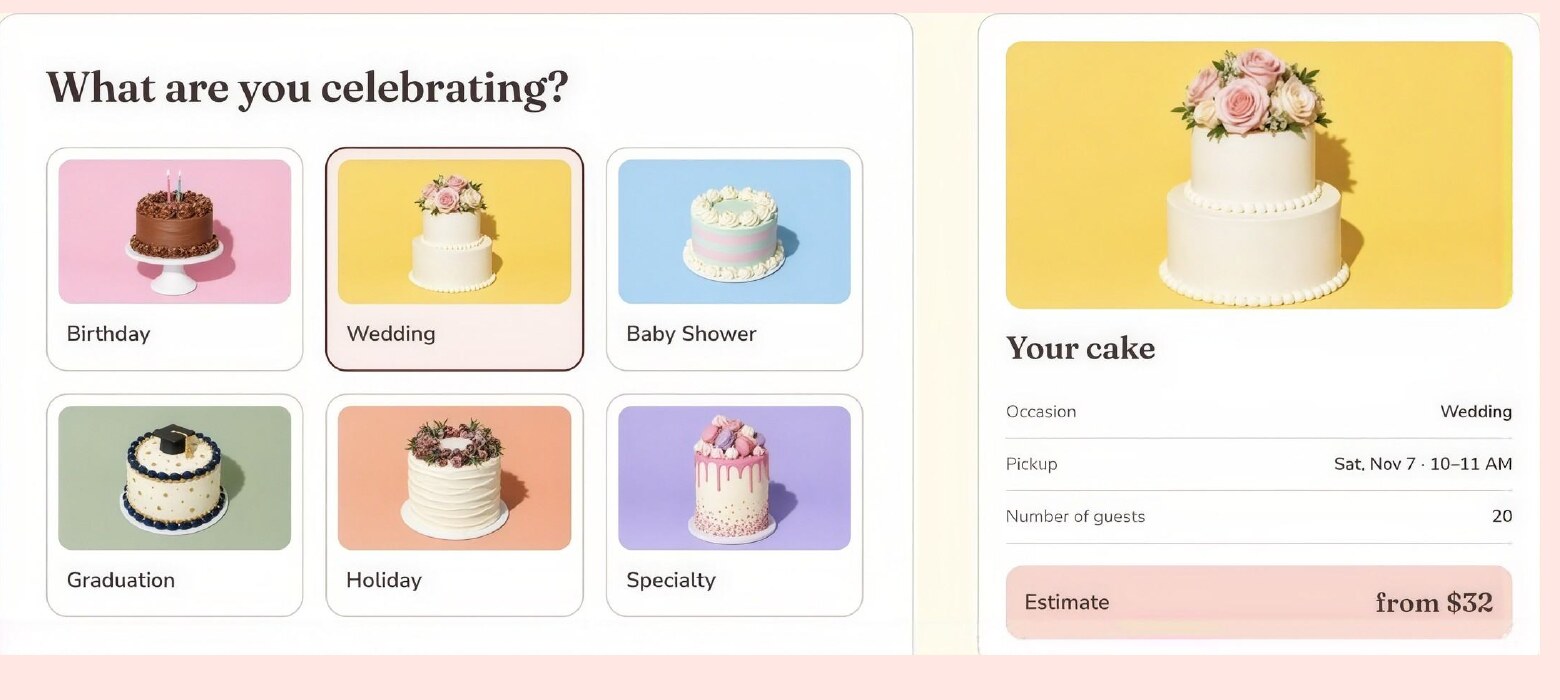 What are you celebrating?
Birthday
Wedding
Baby Shower
Graduation
Holiday
Specialty
Your cake
Occasion Wedding
Pickup Sat, Nov 7 · 10–11 AM
Number of guests 20
Estimate from $32